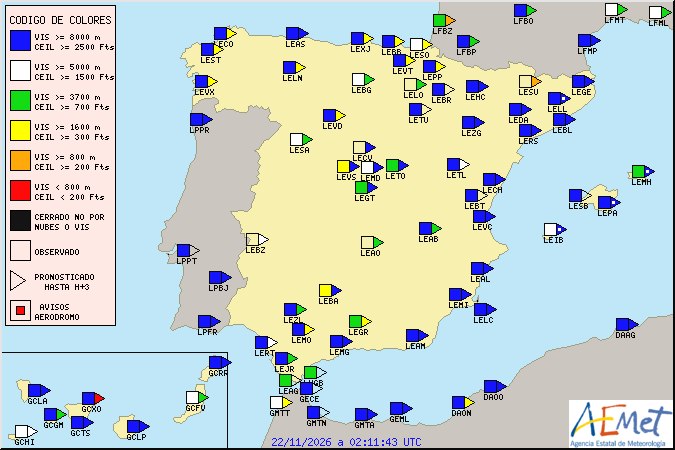 CODIGO DE COLORES
VIS >= 8000 m
CEIL >= 2500 Fts
VIS >= 5000 m
CEIL >= 1500 Fts
VIS >= 3700 m
CEIL >= 700 Fts
VIS >= 1600 m
CEIL >= 300 Fts
VIS >= 800 m
CEIL >= 200 Fts
VIS < 800 m
CEIL < 200 Fts
CERRADO NO POR
NUBES O VIS
OBSERVADO
PRONOSTICADO
HASTA H+3
AVISOS
AERODROMO
LFBO
LFMT
LFML
LFBZ
LECO
LEAS
LEXJ
LEBB
LESO
LFBP
LFMP
LEST
LELN
LEVT
LEPP
LEVX
LEBG
LELO
LEBR
LEHC
LESU
LEGE
LELL
LPPR
LEVD
LETU
LEZG
LEDA
LEBL
LERS
LESA
LECV
LEVS
LEMD
LETO
LETL
LEMH
LEGT
LECH
LEBT
LESB
LEPA
LEVC
LEAB
LEIB
LEBZ
LEAO
LPPT
LEAL
LPBJ
LEBA
LEMI
LEZL
LELC
LPFR
LEMO
LEGR
DAAG
LERT
LEMG
LEAM
LEJR
GCRR
LEAG
LWGB
GCLA
GCXO
GCFV
GECE
DAOO
GMTT
DAON
GCGM
GMTN
GMTA
GEML
GCHI
GCTS
GCLP
22/11/2026 a 02:11:43 UTC
AEMet
Agencia Estatal de Meteorología